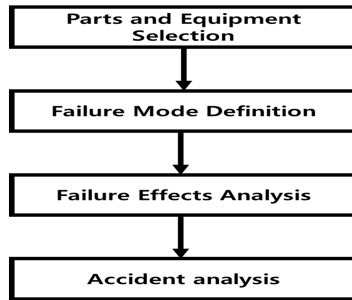 Parts and Equipment
Selection
Failure Mode Definition
Failure Effects Analysis
Accident analysis